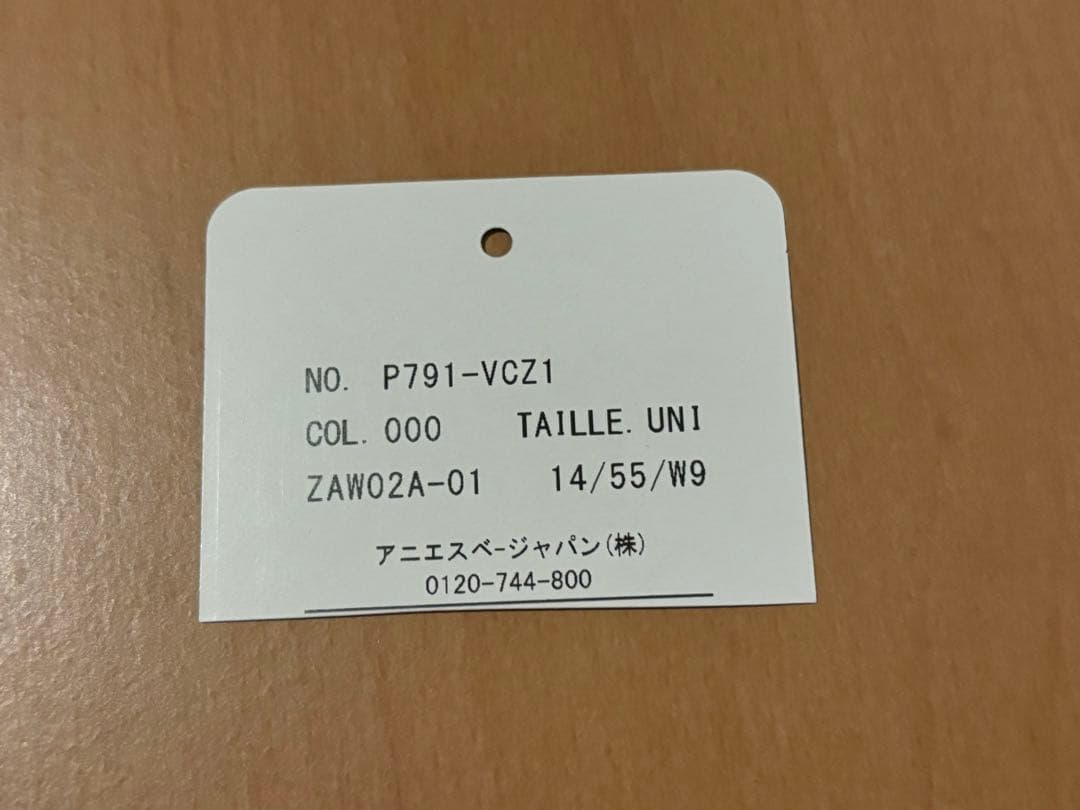 NO. P791-VCZ1
COL. 000 TAILLE. UNI
ZAW02A-01 14/55/W9
アニエスベージャパン(株)
0120-744-800